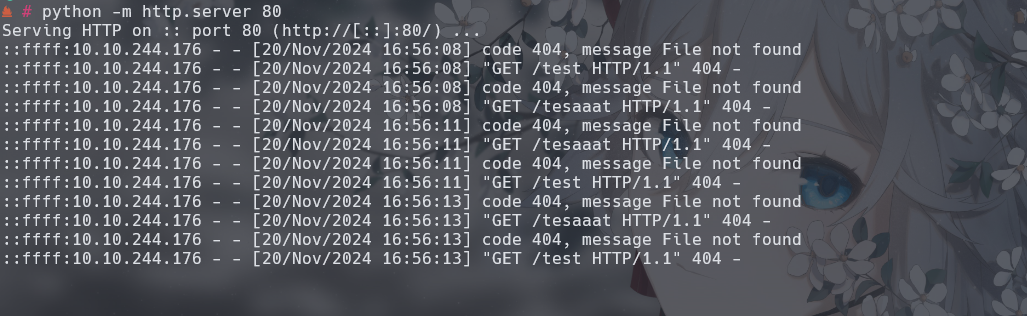 # python -m http.server 80
Serving HTTP on :: port 80 (http://[::]:80/) ...
::ffff:10.10.244.176 - - [20/Nov/2024 16:56:08] code 404, message File not found
::ffff:10.10.244.176 - - [20/Nov/2024 16:56:08] "GET /test HTTP/1.1" 404 -
::ffff:10.10.244.176 - - [20/Nov/2024 16:56:08] code 404, message File not found
::ffff:10.10.244.176 - - [20/Nov/2024 16:56:08] "GET /tesaaat HTTP/1.1" 404 -
::ffff:10.10.244.176 - - [20/Nov/2024 16:56:11] code 404, message File not found
::ffff:10.10.244.176 - - [20/Nov/2024 16:56:11] "GET /tesaaat HTTP/1.1" 404 -
::ffff:10.10.244.176 - - [20/Nov/2024 16:56:11] code 404, message File not found
::ffff:10.10.244.176 - - [20/Nov/2024 16:56:11] "GET /test HTTP/1.1" 404 -
::ffff:10.10.244.176 - - [20/Nov/2024 16:56:13] code 404, message File not found
::ffff:10.10.244.176 - - [20/Nov/2024 16:56:13] "GET /tesaaat HTTP/1.1" 404 -
::ffff:10.10.244.176 - - [20/Nov/2024 16:56:13] code 404, message File not found
::ffff:10.10.244.176 - - [20/Nov/2024 16:56:13] "GET /test HTTP/1.1" 404 -